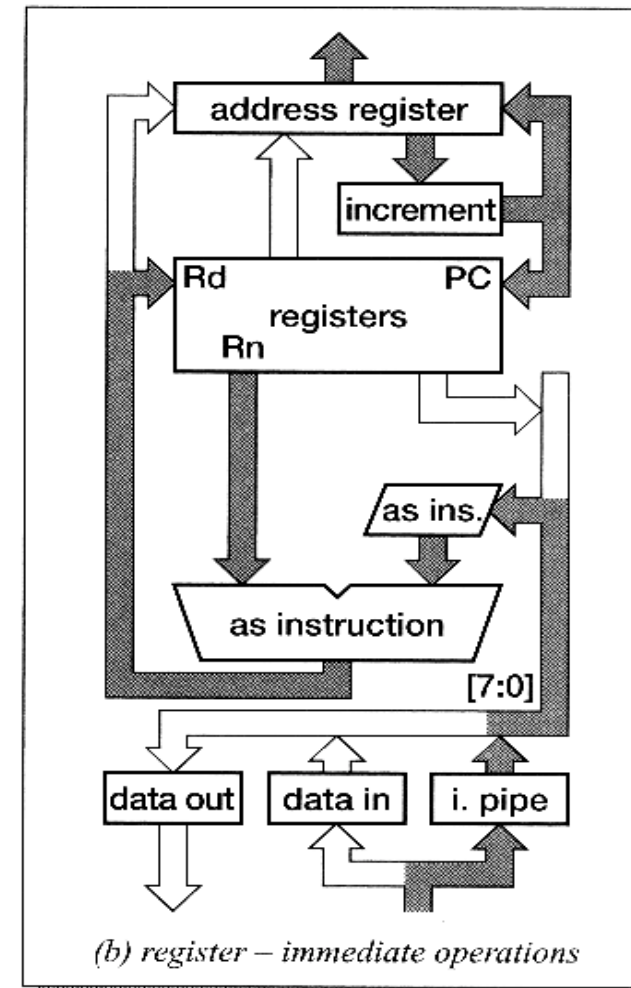 address register
increment
Rd
PC
registers
Rn
as ins.
as instruction
[7:0]
data out
data in
i. pipe
(b) register – immediate operations